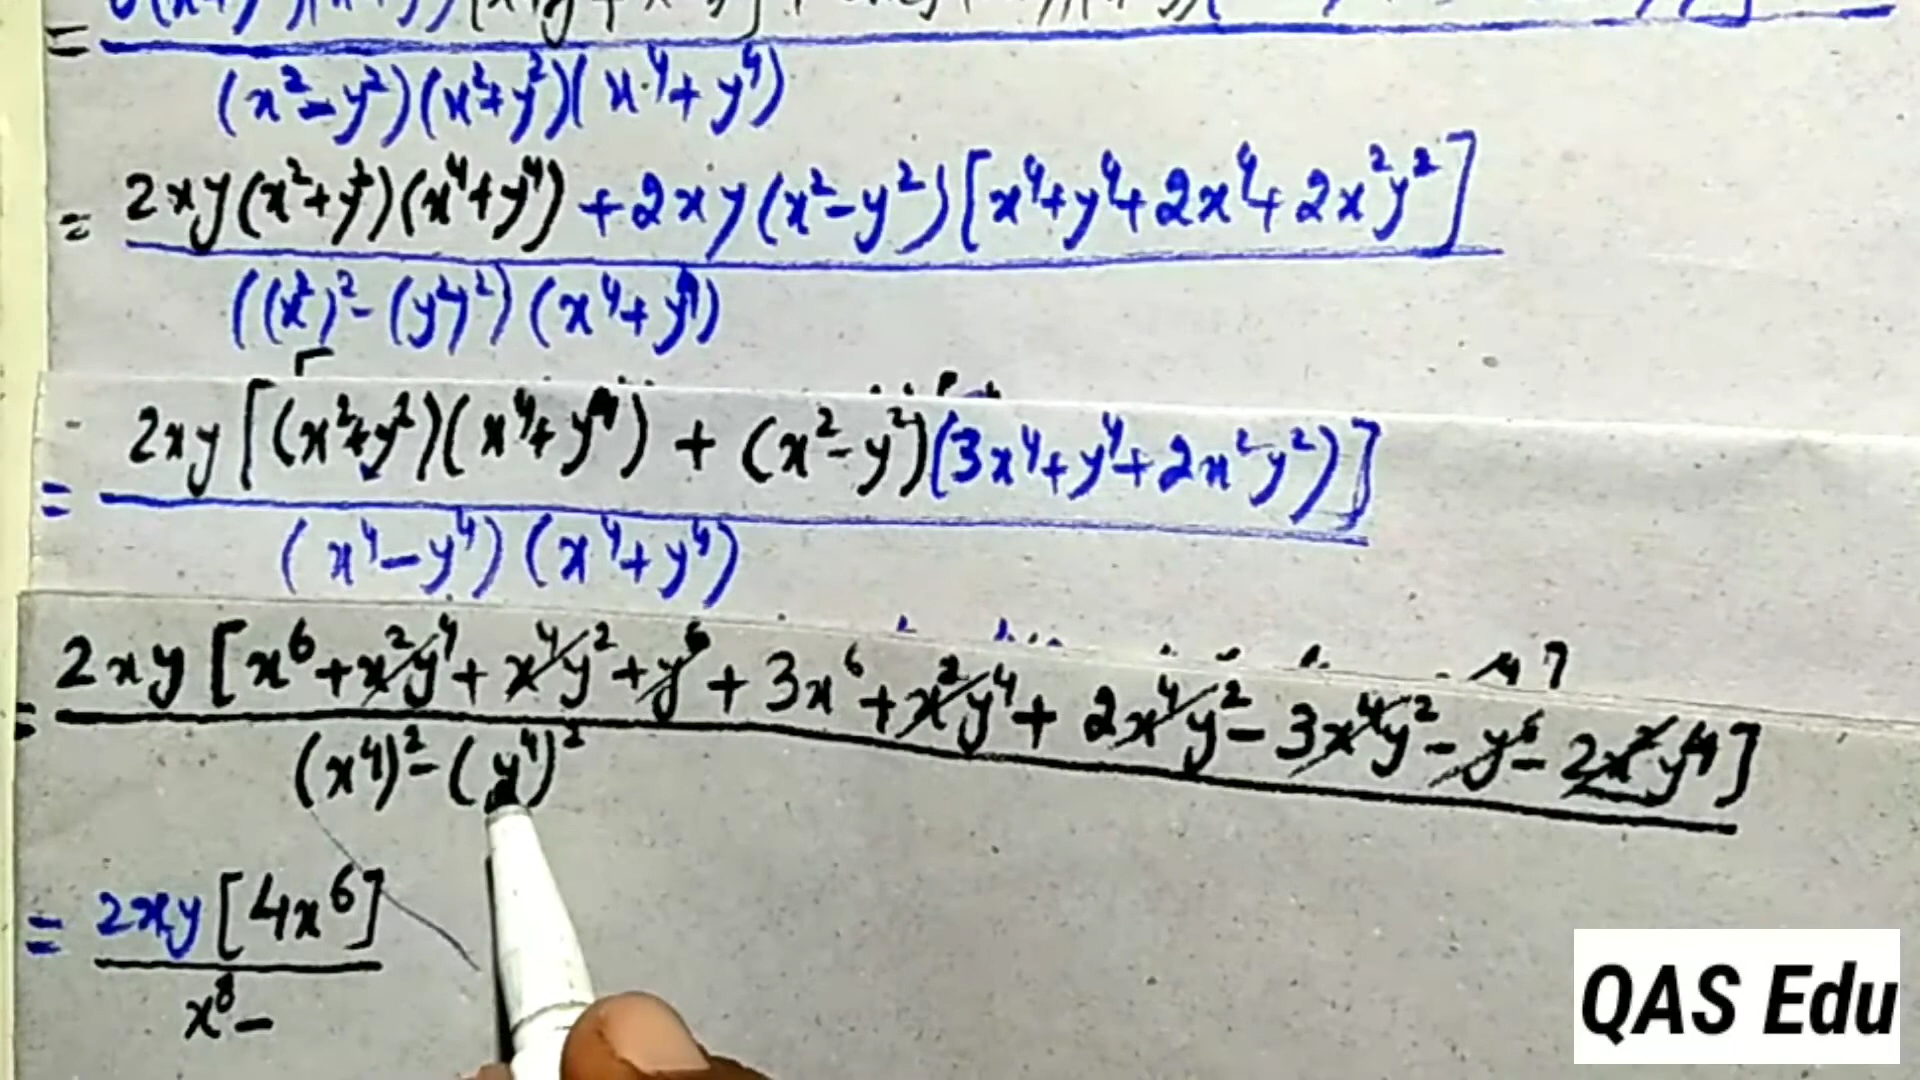 =
(x²-y²)(x²+y²)(x⁴+y⁴)
= 2xy(x²+y²)(x⁴+y⁴)+2xy(x²-y²)[x⁴+y⁴+2x⁴+2x²y²]
((x²)²-(y²)²)(x⁴+y⁴)
= 2xy[(x²+y²)(x⁴+y⁴)+(x²-y²)(3x⁴+y⁴+2x²y²)]
(x⁴-y⁴)(x⁴+y⁴)
= 2xy[x⁶+x²y⁴+x⁴y²+y⁶+3x⁶+x²y⁴+2x⁴y²-3x⁴y²-y⁶-2x²y⁴]
(x⁴)²-(y⁴)²
= 2xy[4x⁶]
x⁸-
QAS Edu